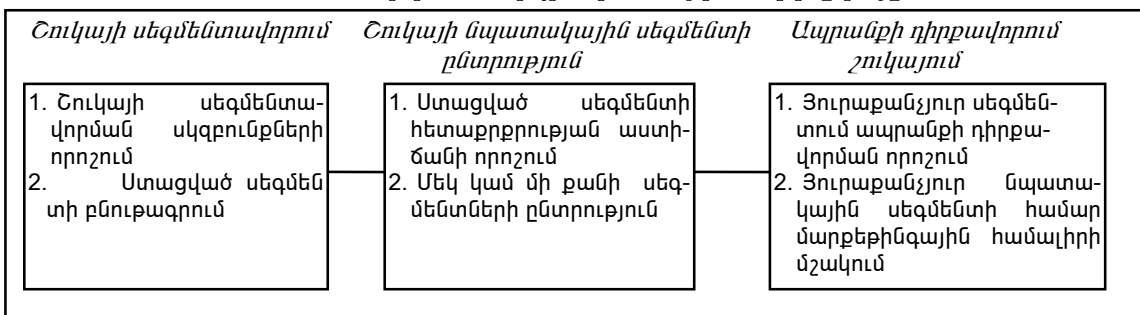 Շուկայի սեգմենտավորում
Շուկայի նպատակային սեգմենտի
ընտրություն
Ապրանքի դիրքավորում
շուկայում
1. Շուկայի սեգմենտա-
վորման սկզբունքների
որոշում
2. Ստացված սեգմեն
տի բնութագրում
1. Ստացված սեգմենտի
հետաքրքրության աստի-
ճանի որոշում
2. Մեկ կամ մի քանի սեգ-
մենտների ընտրություն
1. Յուրաքանչյուր սեգմեն-
տում ապրանքի դիրքա-
վորման որոշում
2. Յուրաքանչյուր նպատա-
կային սեգմենտի համար
մարքեթինգային համալիրի
մշակում